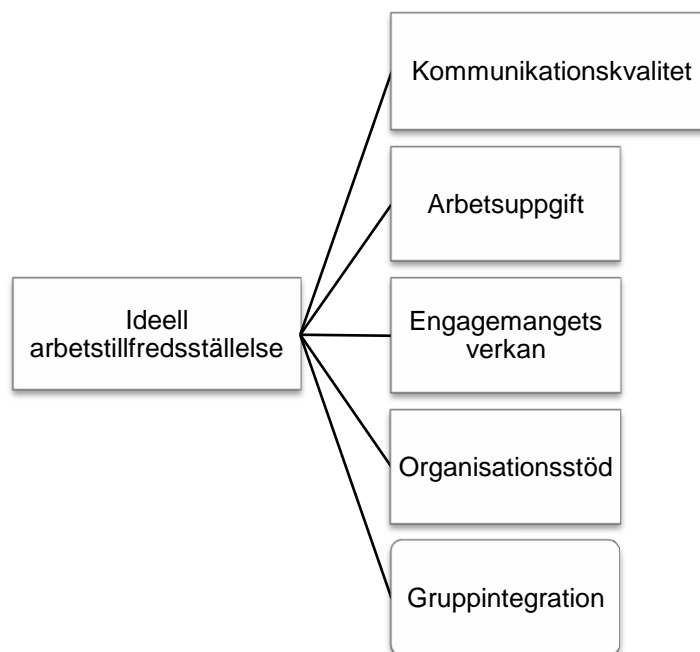 Kommunikationskvalitet
Arbetsuppgift
Ideell
arbetstillfredsställelse
Engagemangets
verkan
Organisationsstöd
Gruppintegration